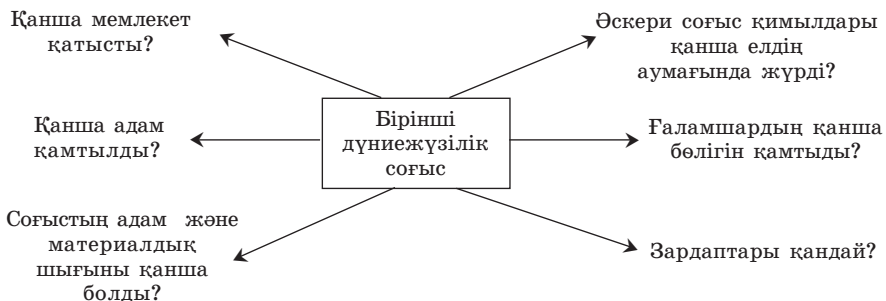 Қанша мемлекет
қатысты?
Әскери соғыс қимылдары
қанша елдің
аумағында жүрді?
Қанша адам
қамтылды?
Бірінші
дүниежүзілік
соғыс
Ғаламшардың қанша
бөлігін қамтыды?
Соғыстың адам және
материалдық
шығыны қанша
болды?
Зардаптары қандай?